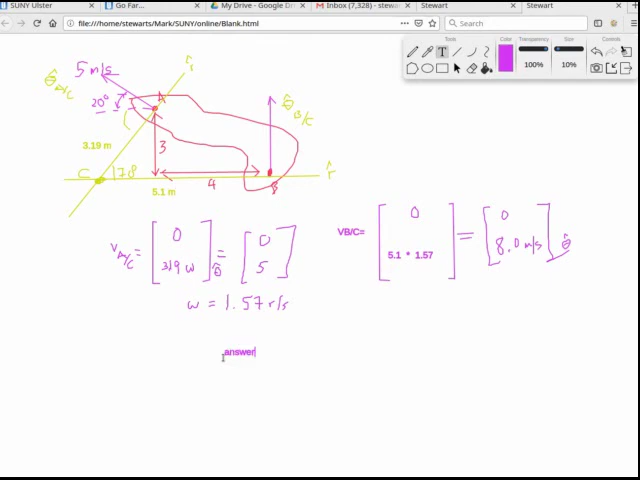 SUNY Ulster
Go Far...
My Drive - Google Dr
Inbox (7,328) - stewar
Stewart
Stewart
file:///home/stewarts/Mark/SUNY/online/Blank.html
Search
Tools
Color
Transparency
Size
Controls
100%
10%
T
θ̂ A/C
5 m/s
r̂
20°
A
θ̂ B/C
3.19 m
3
C
r̂
4
B
5.1 m
V A/C = [0 3.19 ω] θ̂ = [0 5]
VB/C= [0 5.1 * 1.57] = [0 8.0 m/s] θ̂
ω = 1.57 r/s
answer